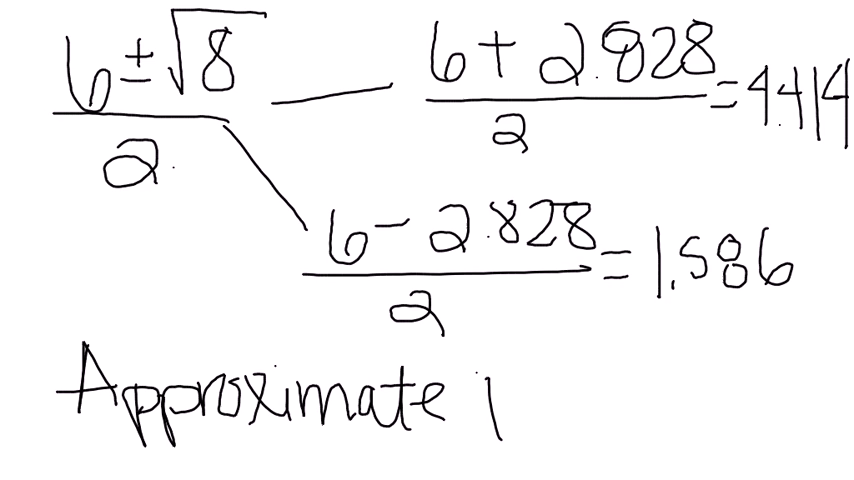 6 ± √8 / 2 — 6 + 2.828 / 2 = 4.414
6 - 2.828 / 2 = 1.586
Approximate